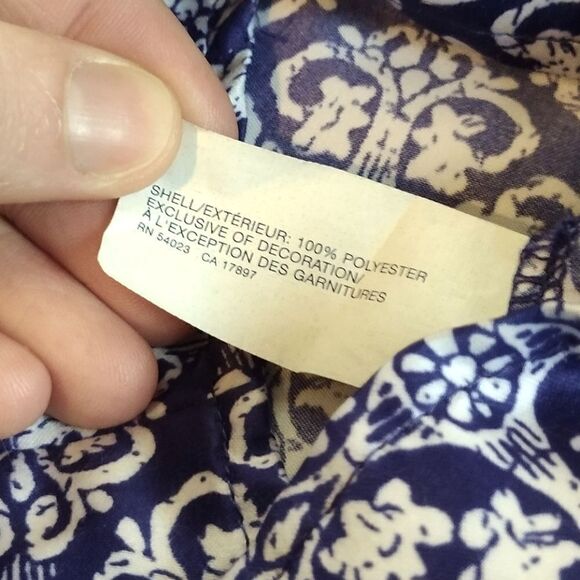 SHELL/EXTÉRIEUR: 100% POLYESTER
EXCLUSIVE OF DECORATION/
À L'EXCEPTION DES GARNITURES
RN 54023 CA 17897